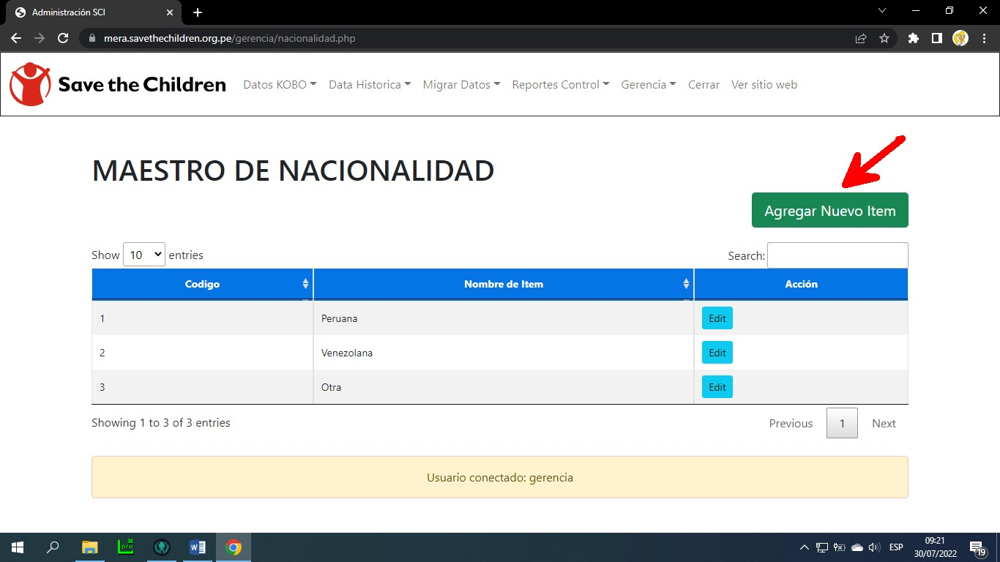 Administración SCI
mera.savethechildren.org.pe/gerencia/nacionalidad.php
Save the Children Datos KOBO Data Historica Migrar Datos Reportes Control Gerencia Cerrar Ver sitio web
MAESTRO DE NACIONALIDAD
Agregar Nuevo Item
Show 10 entries Search:
Codigo Nombre de Item Acción
1 Peruana Edit
2 Venezolana Edit
3 Otra Edit
Showing 1 to 3 of 3 entries Previous 1 Next
Usuario conectado: gerencia
ESP 09:21
30/07/2022 19